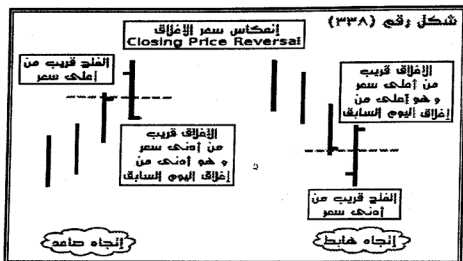 شكل رقم (٣٣٨)
إنعكاس سعر الإغلاق
Closing Price Reversal
الفتح قريب من
أعلى سعر
الإغلاق قريب
من أدنى سعر
و هو أدنى من
إغلاق اليوم السابق
الإغلاق قريب
من أعلى سعر
و هو أعلى من
إغلاق اليوم السابق
الفتح قريب من
أدنى سعر
إتجاه صاعد
إتجاه هابط